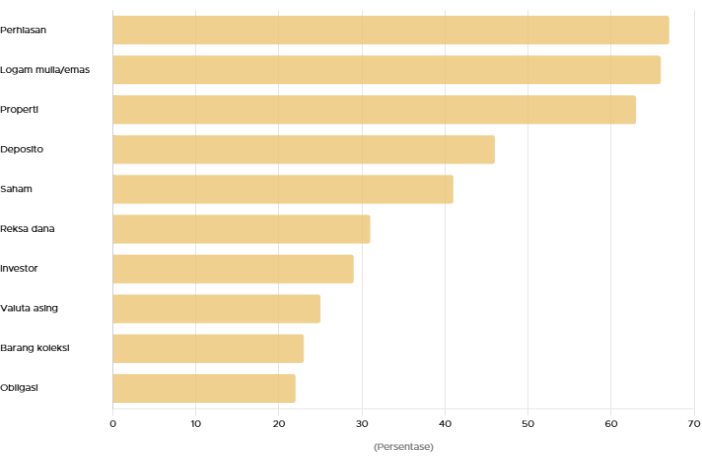 Perhiasan
Logam mulia/emas
Properti
Deposito
Saham
Reksa dana
Investor
Valuta asing
Barang koleksi
Obligasi
0 10 20 30 40 50 60 70
(Persentase)